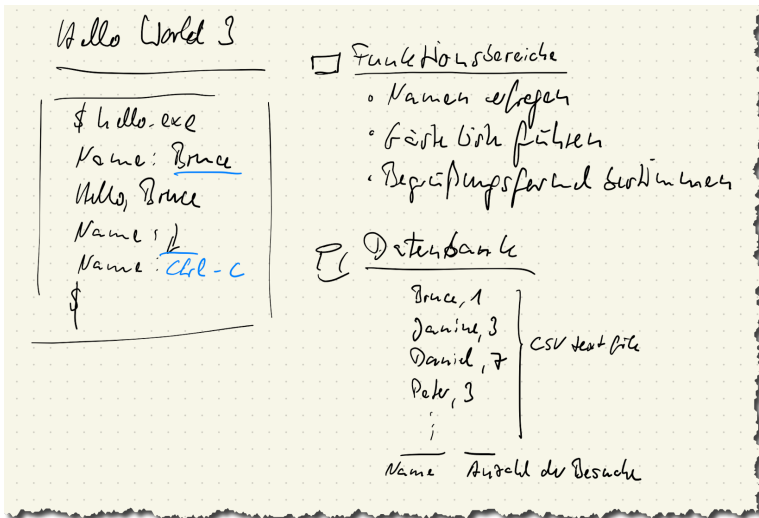 Hello World 3
$ hello.exe
Name: Bruce
Hello, Bruce
Name:
Name: Ctrl-C
$
Funktionsbereiche
• Namen erfragen
• Gästeliste führen
• Begrüßungsformel bestimmen
Datenbank
Bruce, 1
Janine, 3
Daniel, 7
Peter, 3
CSV text file
Name Anzahl der Besuche